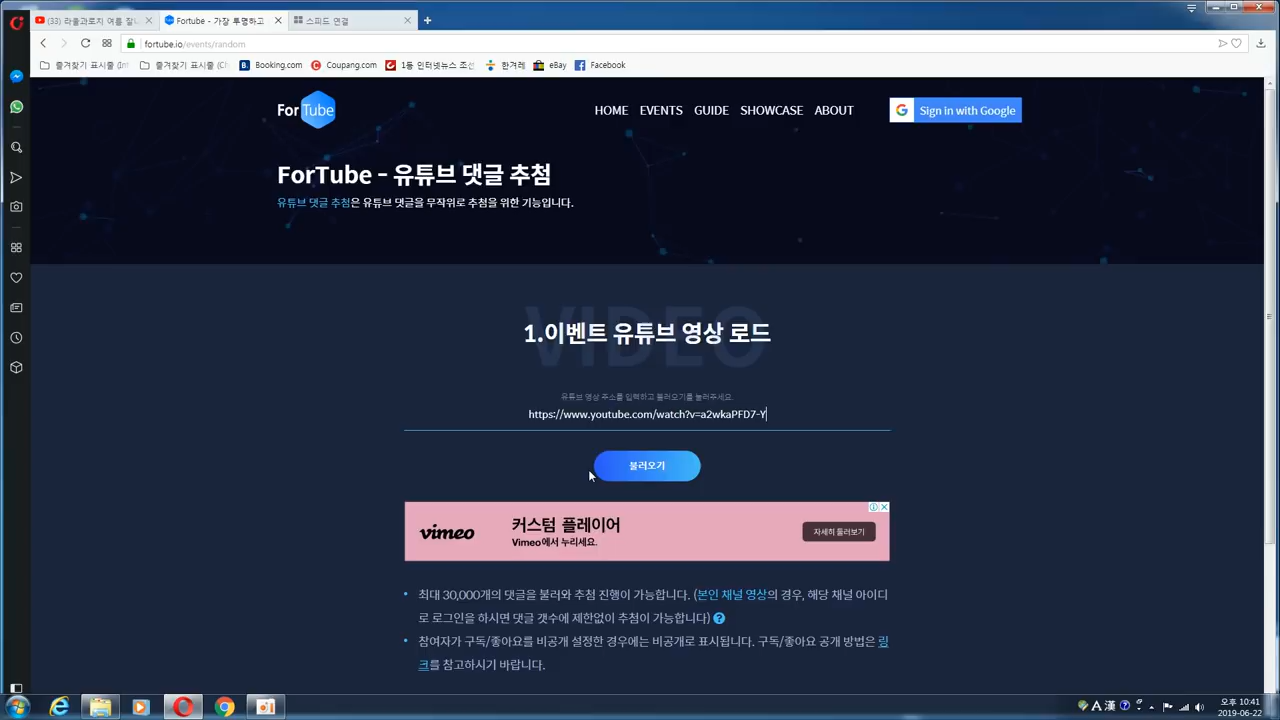 (33) 라울과로치 여름 잘나
Fortube - 가장 투명하고
스피드 연결
fortube.io/events/random
즐겨찾기 표시줄 (Int
즐겨찾기 표시줄 (Ch
Booking.com
Coupang.com
1등 인터넷뉴스 조선
한겨레
eBay
Facebook
ForTube
HOME
EVENTS
GUIDE
SHOWCASE
ABOUT
Sign in with Google
ForTube - 유튜브 댓글 추첨
유튜브 댓글 추첨은 유튜브 댓글을 무작위로 추첨을 위한 기능입니다.
VIDEO
1.이벤트 유튜브 영상 로드
유튜브 영상 주소를 입력하고 불러오기를 눌러주세요.
https://www.youtube.com/watch?v=a2wkaPFD7-Y
불러오기
vimeo
커스텀 플레이어
Vimeo에서 누리세요.
자세히 둘러보기
최대 30,000개의 댓글을 불러와 추첨 진행이 가능합니다. (본인 채널 영상의 경우, 해당 채널 아이디
로 로그인을 하시면 댓글 갯수에 제한없이 추첨이 가능합니다)
참여자가 구독/좋아요를 비공개 설정한 경우에는 비공개로 표시됩니다. 구독/좋아요 공개 방법은 링
크를 참고하시기 바랍니다.
A 漢
오후 10:41
2019-06-22